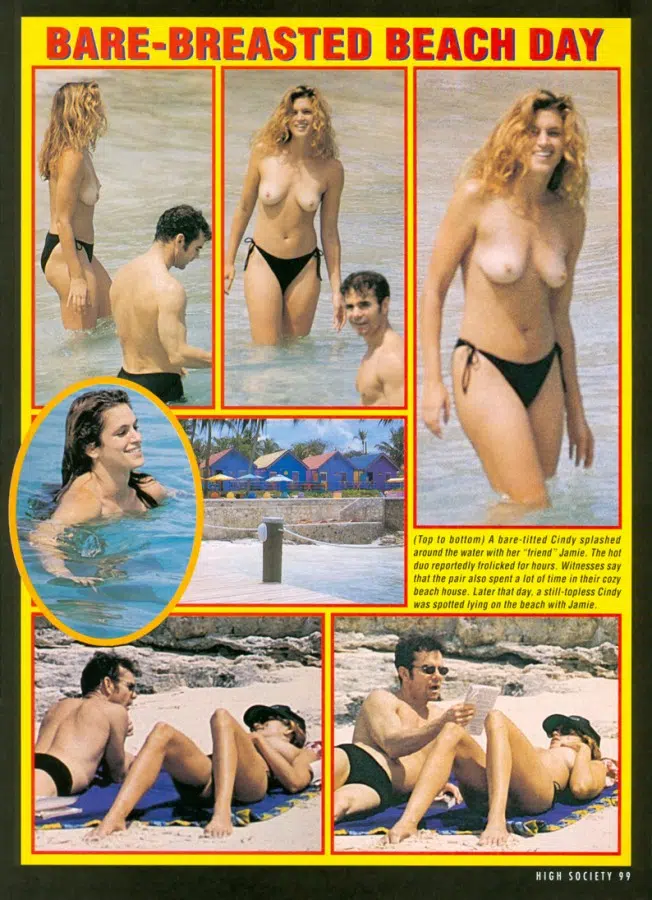 BARE-BREASTED BEACH DAY
(Top to bottom) A bare-titted Cindy splashed
around the water with her "friend" Jamie. The hot
duo reportedly frolicked for hours. Witnesses say
that the pair also spent a lot of time in their cozy
beach house. Later that day, a still-topless Cindy
was spotted lying on the beach with Jamie.
HIGH SOCIETY 99